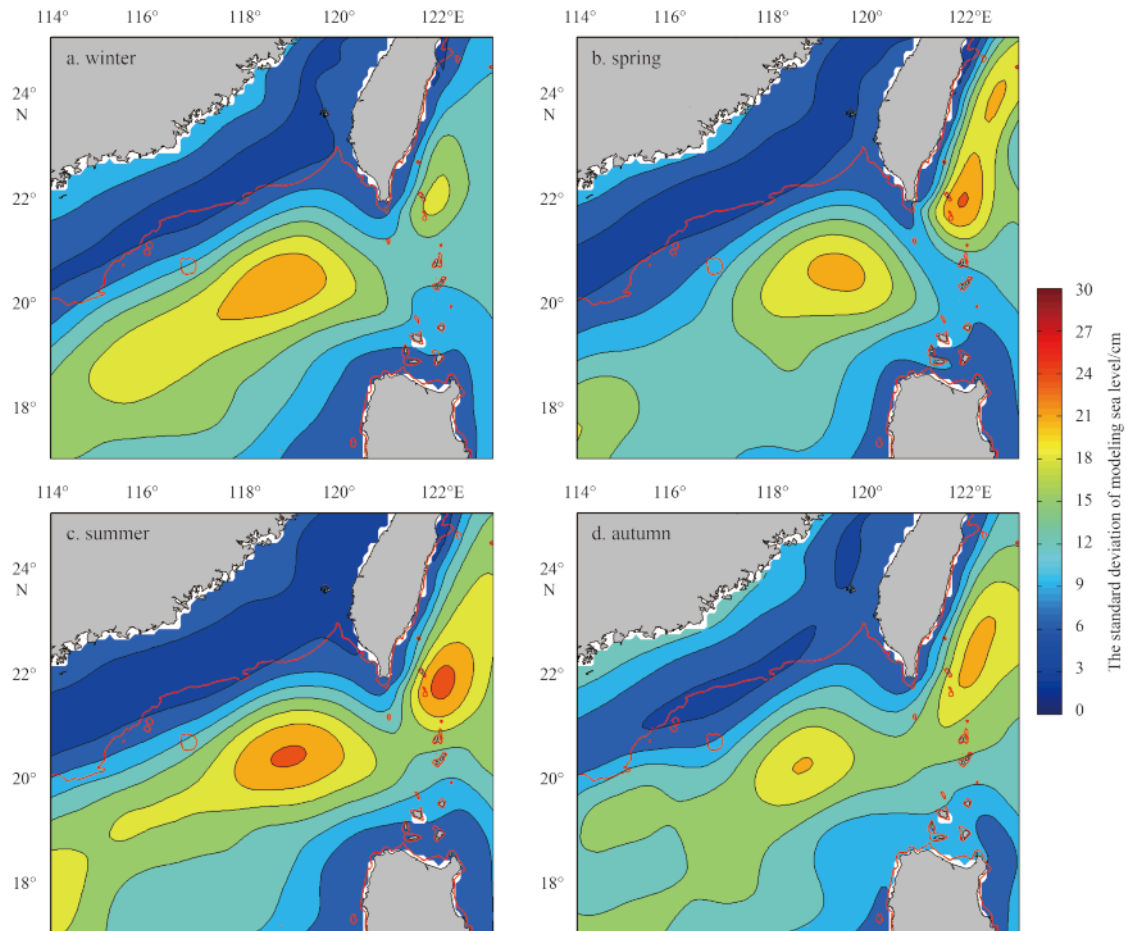 114° 116° 118° 120° 122°E 114° 116° 118° 120° 122°E
a. winter
b. spring
24°
N
22°
20°
18°
24°
N
22°
20°
18°
30
27
24
21
18
15
12
9
6
3
0
The standard deviation of modeling sea level/cm
114° 116° 118° 120° 122°E 114° 116° 118° 120° 122°E
c. summer
d. autumn
24°
N
22°
20°
18°
24°
N
22°
20°
18°